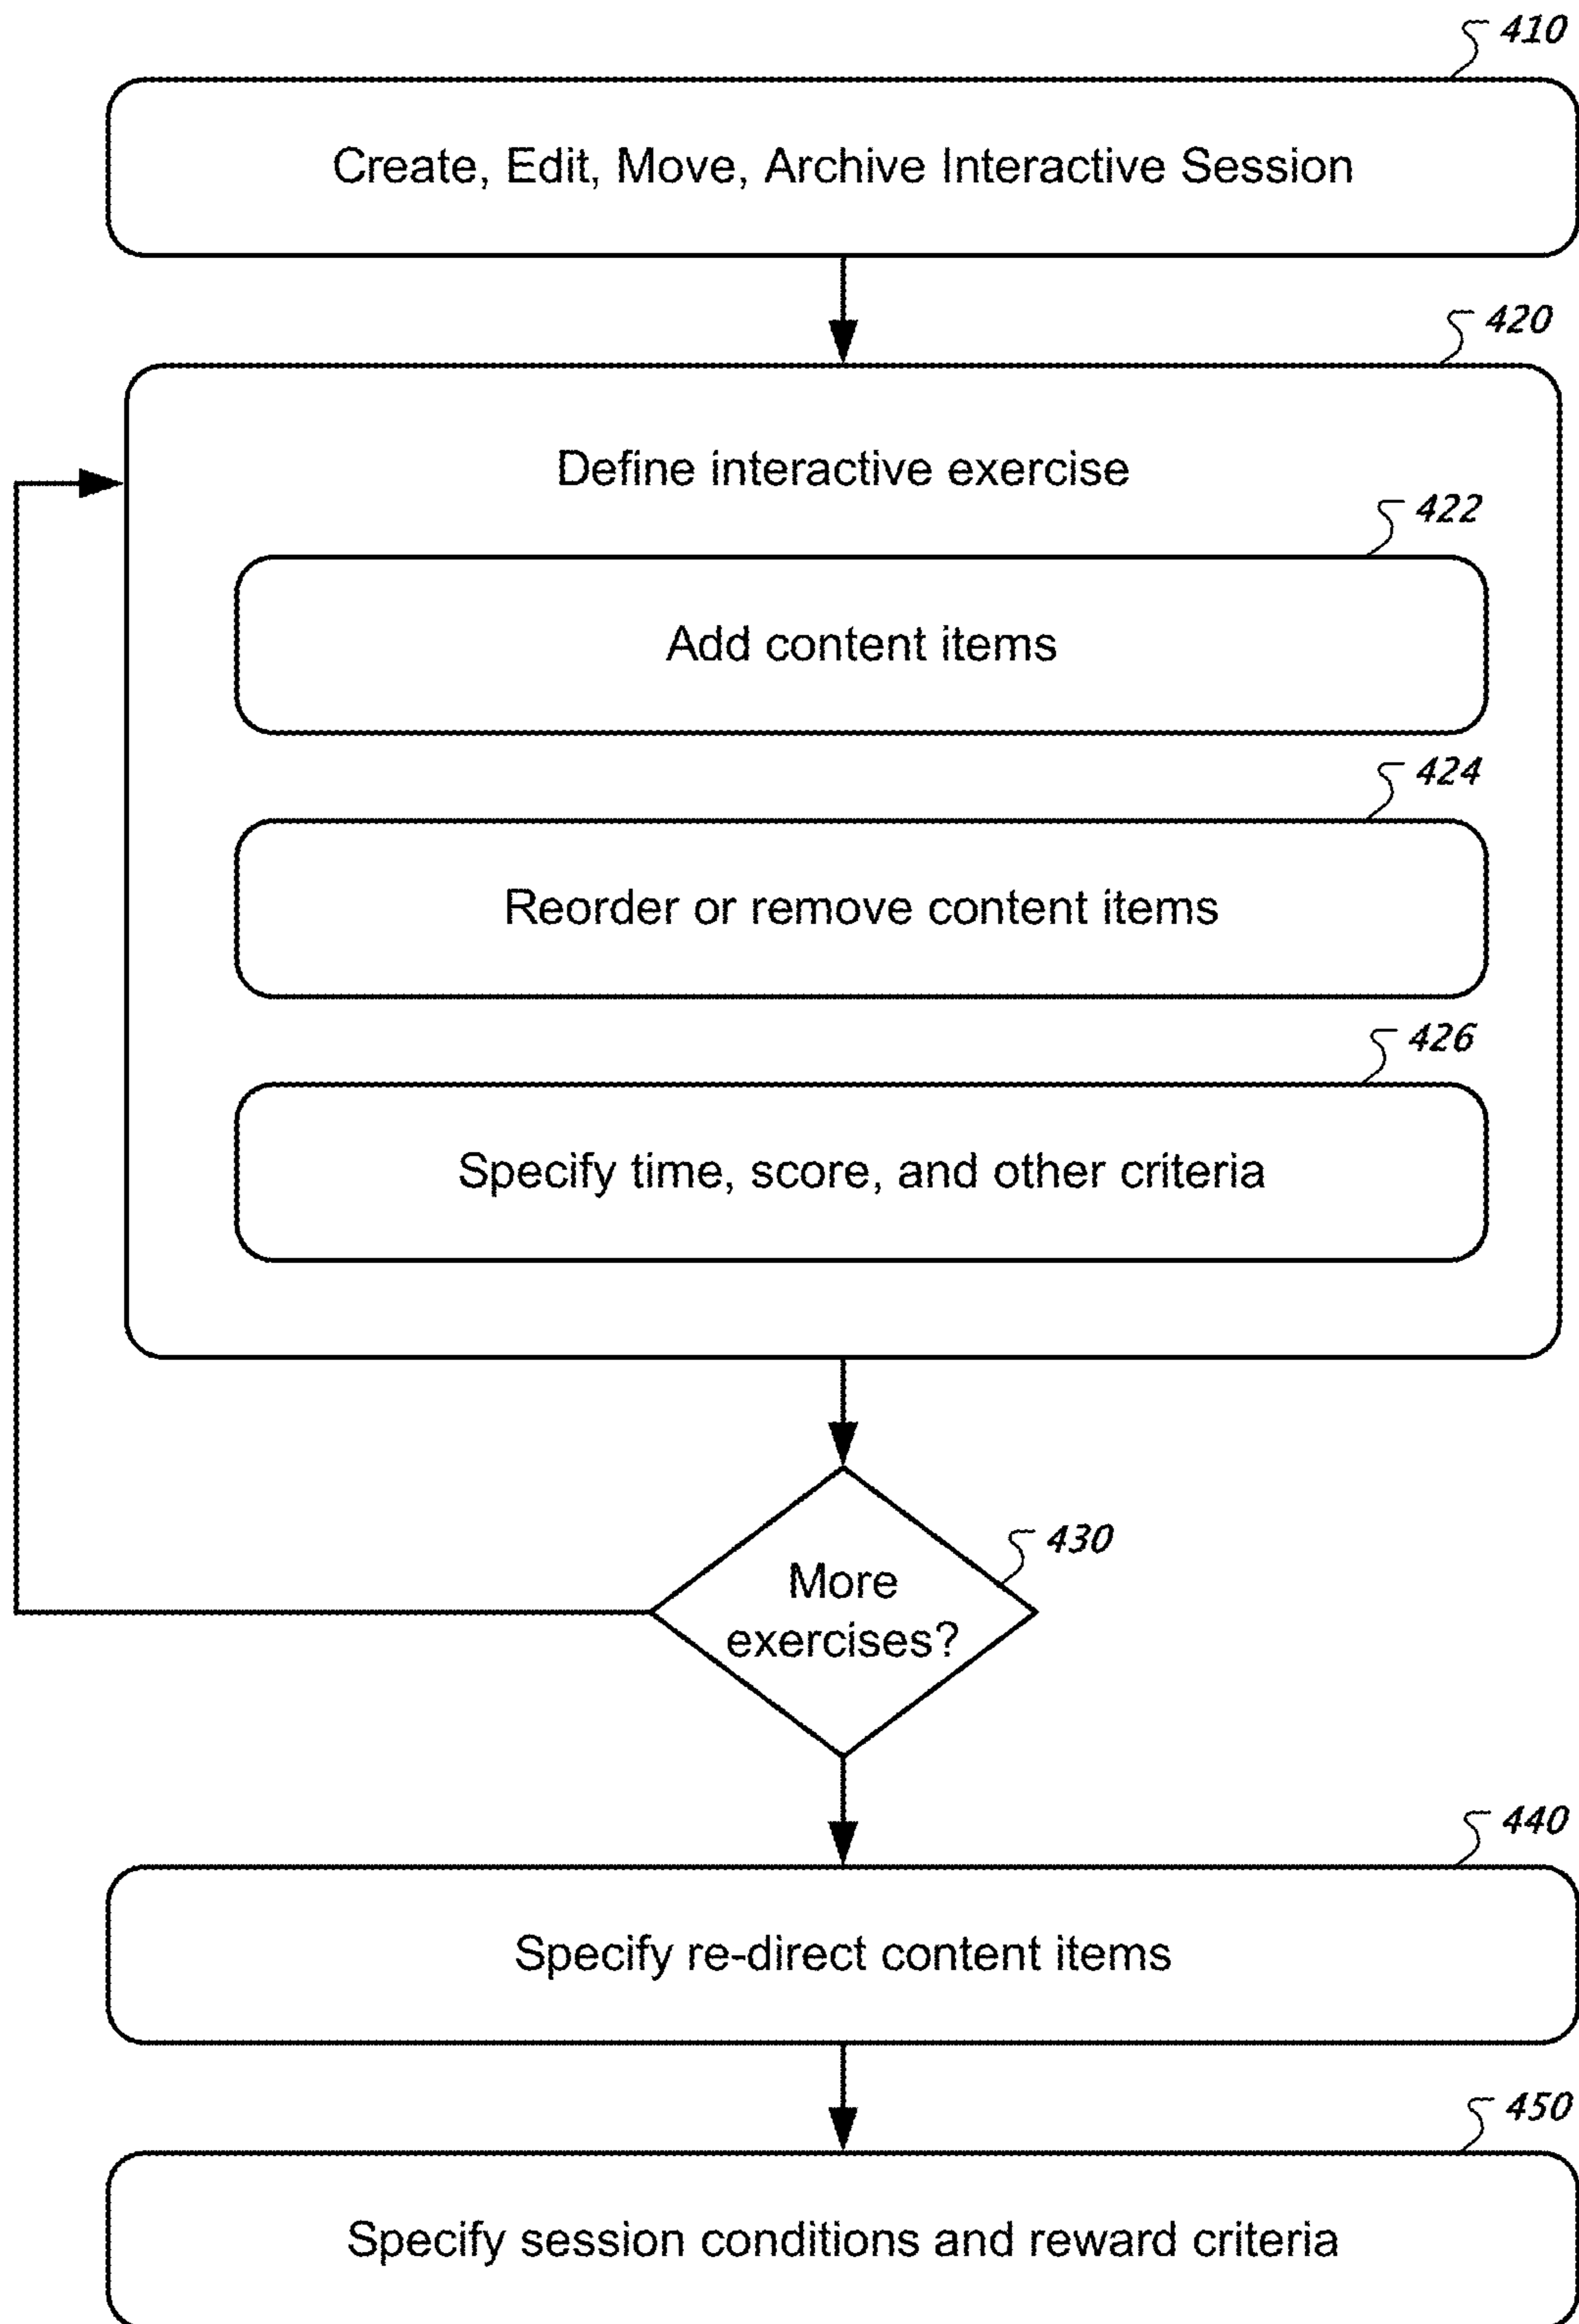 410
Create, Edit, Move, Archive Interactive Session
420
Define interactive exercise
422
Add content items
424
Reorder or remove content items
426
Specify time, score, and other criteria
430
More
exercises?
440
Specify re-direct content items
450
Specify session conditions and reward criteria